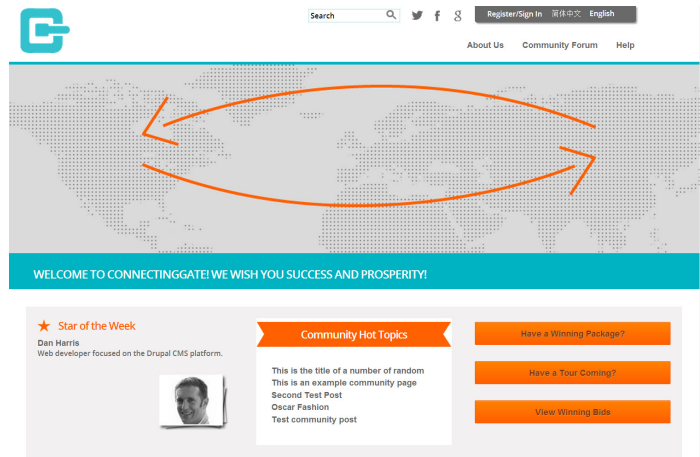 Search
Register/Sign In 简体中文 English
About Us Community Forum Help
WELCOME TO CONNECTINGGATE! WE WISH YOU SUCCESS AND PROSPERITY!
Star of the Week
Dan Harris
Web developer focused on the Drupal CMS platform.
Community Hot Topics
This is the title of a number of random
This is an example community page
Second Test Post
Oscar Fashion
Test community post
Have a Winning Package?
Have a Tour Coming?
View Winning Bids